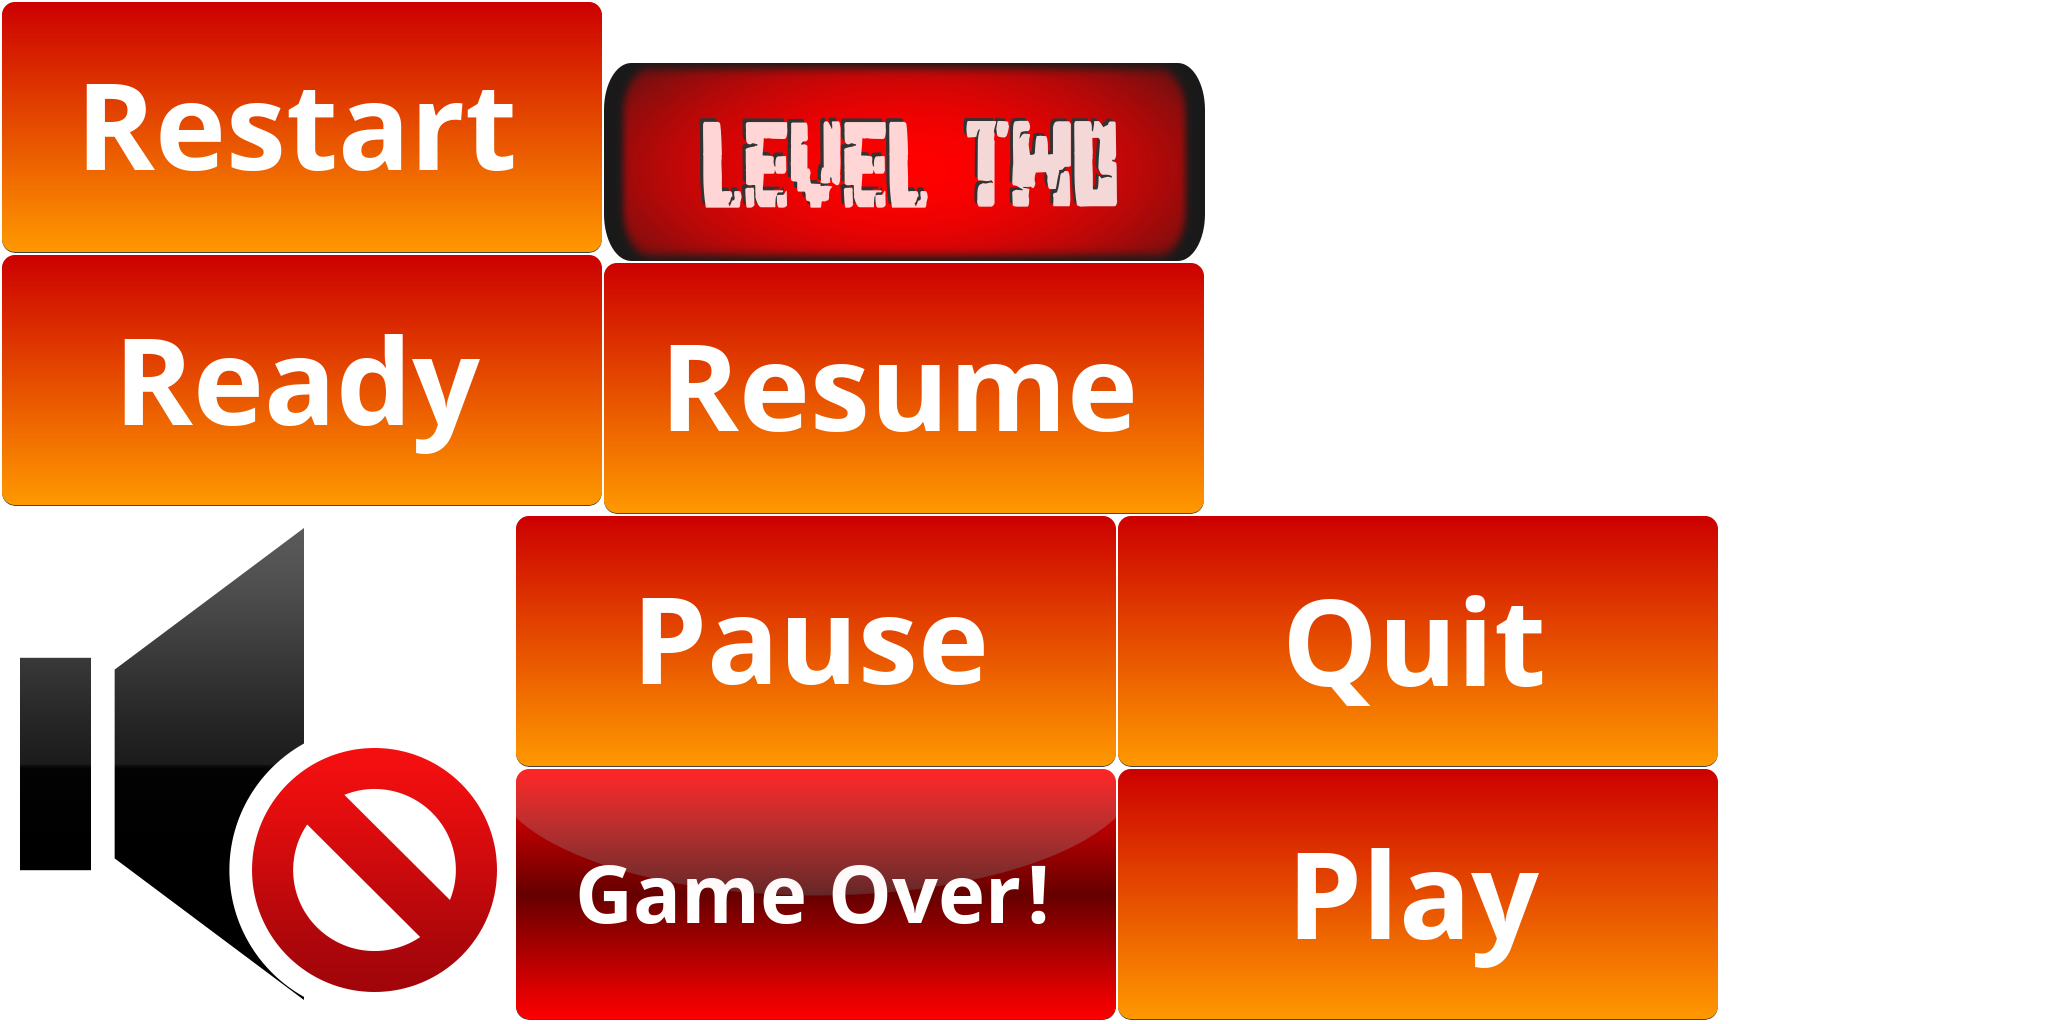 Restart
LEVEL TWO
Ready
Resume
Pause
Quit
Game Over!
Play